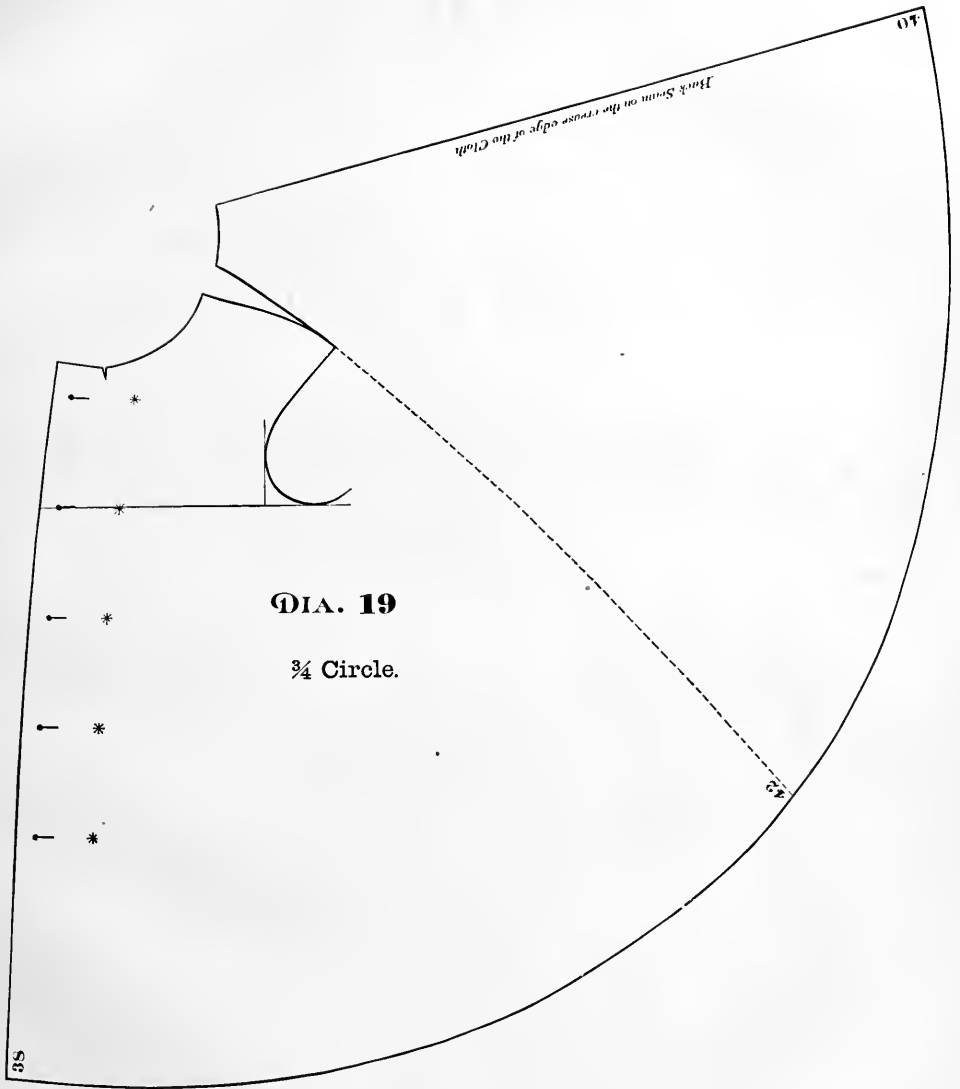 40
Back Seam on the crease edge of the Cloth
DIA. 19
¾ Circle.
42
38